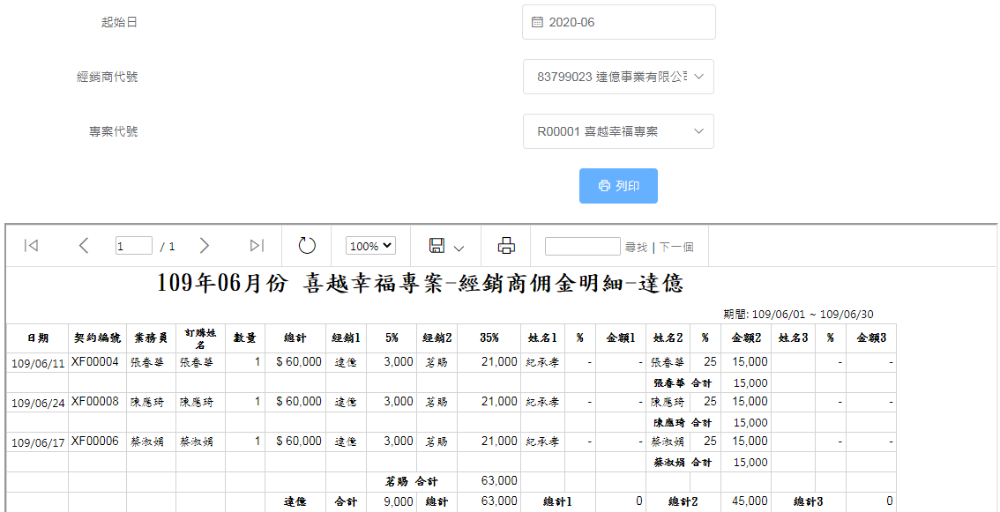 起始日 2020-06
經銷商代號 83799023 達億事業有限公司
專案代號 R00001 喜越幸福專案
列印
1 / 1 100% 尋找 | 下一個
109年06月份 喜越幸福專案-經銷商佣金明細-達億
期間: 109/06/01 ~ 109/06/30
日期 契約編號 業務員 訂購姓名 數量 總計 經銷1 5% 經銷2 35% 姓名1 % 金額1 姓名2 % 金額2 姓名3 % 金額3
109/06/11 XF00004 張春華 張春華 1 $ 60,000 達億 3,000 茗賜 21,000 紀承孝 - - 張春華 25 15,000 - -
張春華 合計 15,000
109/06/24 XF00008 陳應琦 陳應琦 1 $ 60,000 達億 3,000 茗賜 21,000 紀承孝 - - 陳應琦 25 15,000 - -
陳應琦 合計 15,000
109/06/17 XF00006 蔡淑娟 蔡淑娟 1 $ 60,000 達億 3,000 茗賜 21,000 紀承孝 - - 蔡淑娟 25 15,000 - -
蔡淑娟 合計 15,000
茗賜 合計 63,000
達億 合計 9,000 總計 63,000 總計1 0 總計2 45,000 總計3 0